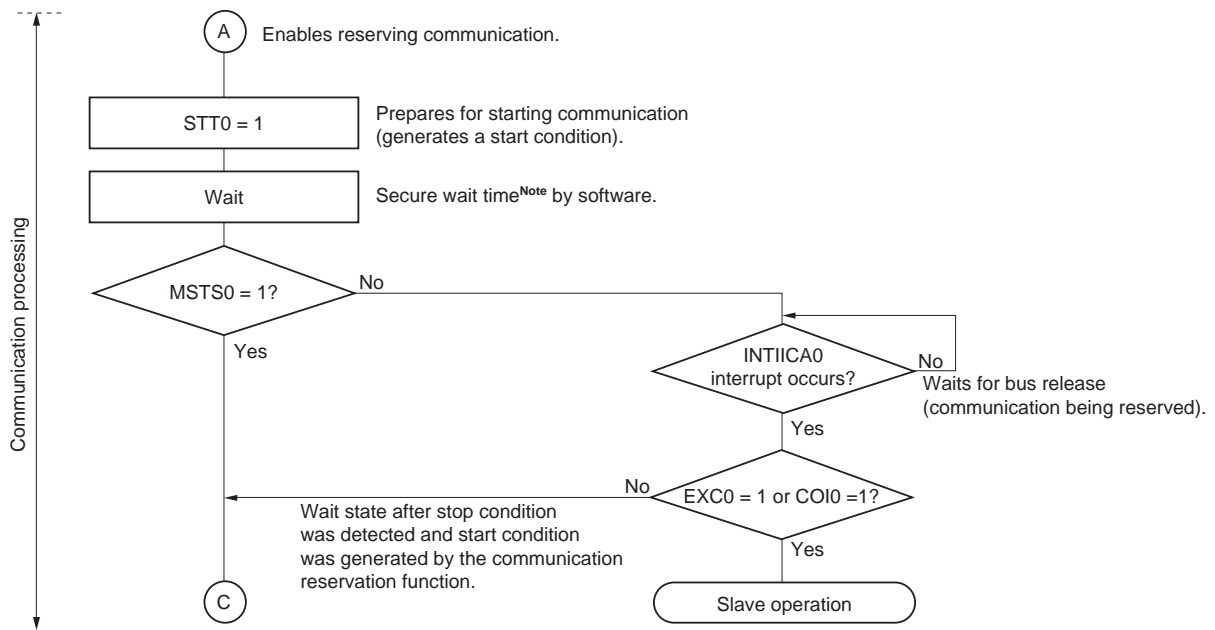 A
Enables reserving communication.
STT0 = 1
Prepares for starting communication
(generates a start condition).
Wait
Secure wait timeNote by software.
MSTS0 = 1?
No
Yes
INTIICA0
interrupt occurs?
No
Waits for bus release
(communication being reserved).
Yes
EXC0 = 1 or COI0 =1?
No
Wait state after stop condition
was detected and start condition
was generated by the communication
reservation function.
Yes
C
Slave operation
Communication processing